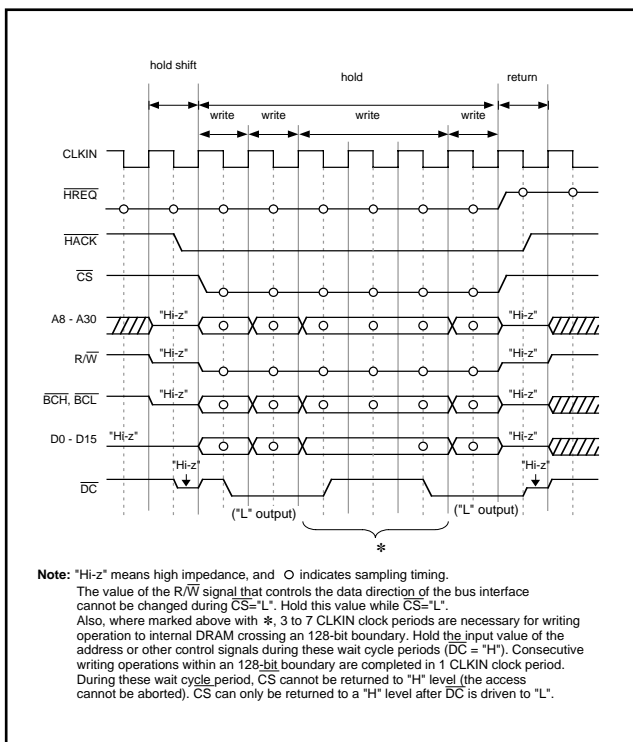 hold shift hold return
write write write write
CLKIN
HREQ
HACK
CS
A8 - A30 "Hi-z" "Hi-z"
R/W "Hi-z" "Hi-z"
BCH, BCL "Hi-z" "Hi-z"
D0 - D15 "Hi-z" "Hi-z"
"Hi-z" "Hi-z"
DC
("L" output) ("L" output)
*
Note: "Hi-z" means high impedance, and O indicates sampling timing.
The value of the R/W signal that controls the data direction of the bus interface
cannot be changed during CS="L". Hold this value while CS="L".
Also, where marked above with *, 3 to 7 CLKIN clock periods are necessary for writing
operation to internal DRAM crossing an 128-bit boundary. Hold the input value of the
address or other control signals during these wait cycle periods (DC = "H"). Consecutive
writing operations within an 128-bit boundary are completed in 1 CLKIN clock period.
During these wait cycle period, CS cannot be returned to "H" level (the access
cannot be aborted). CS can only be returned to a "H" level after DC is driven to "L".